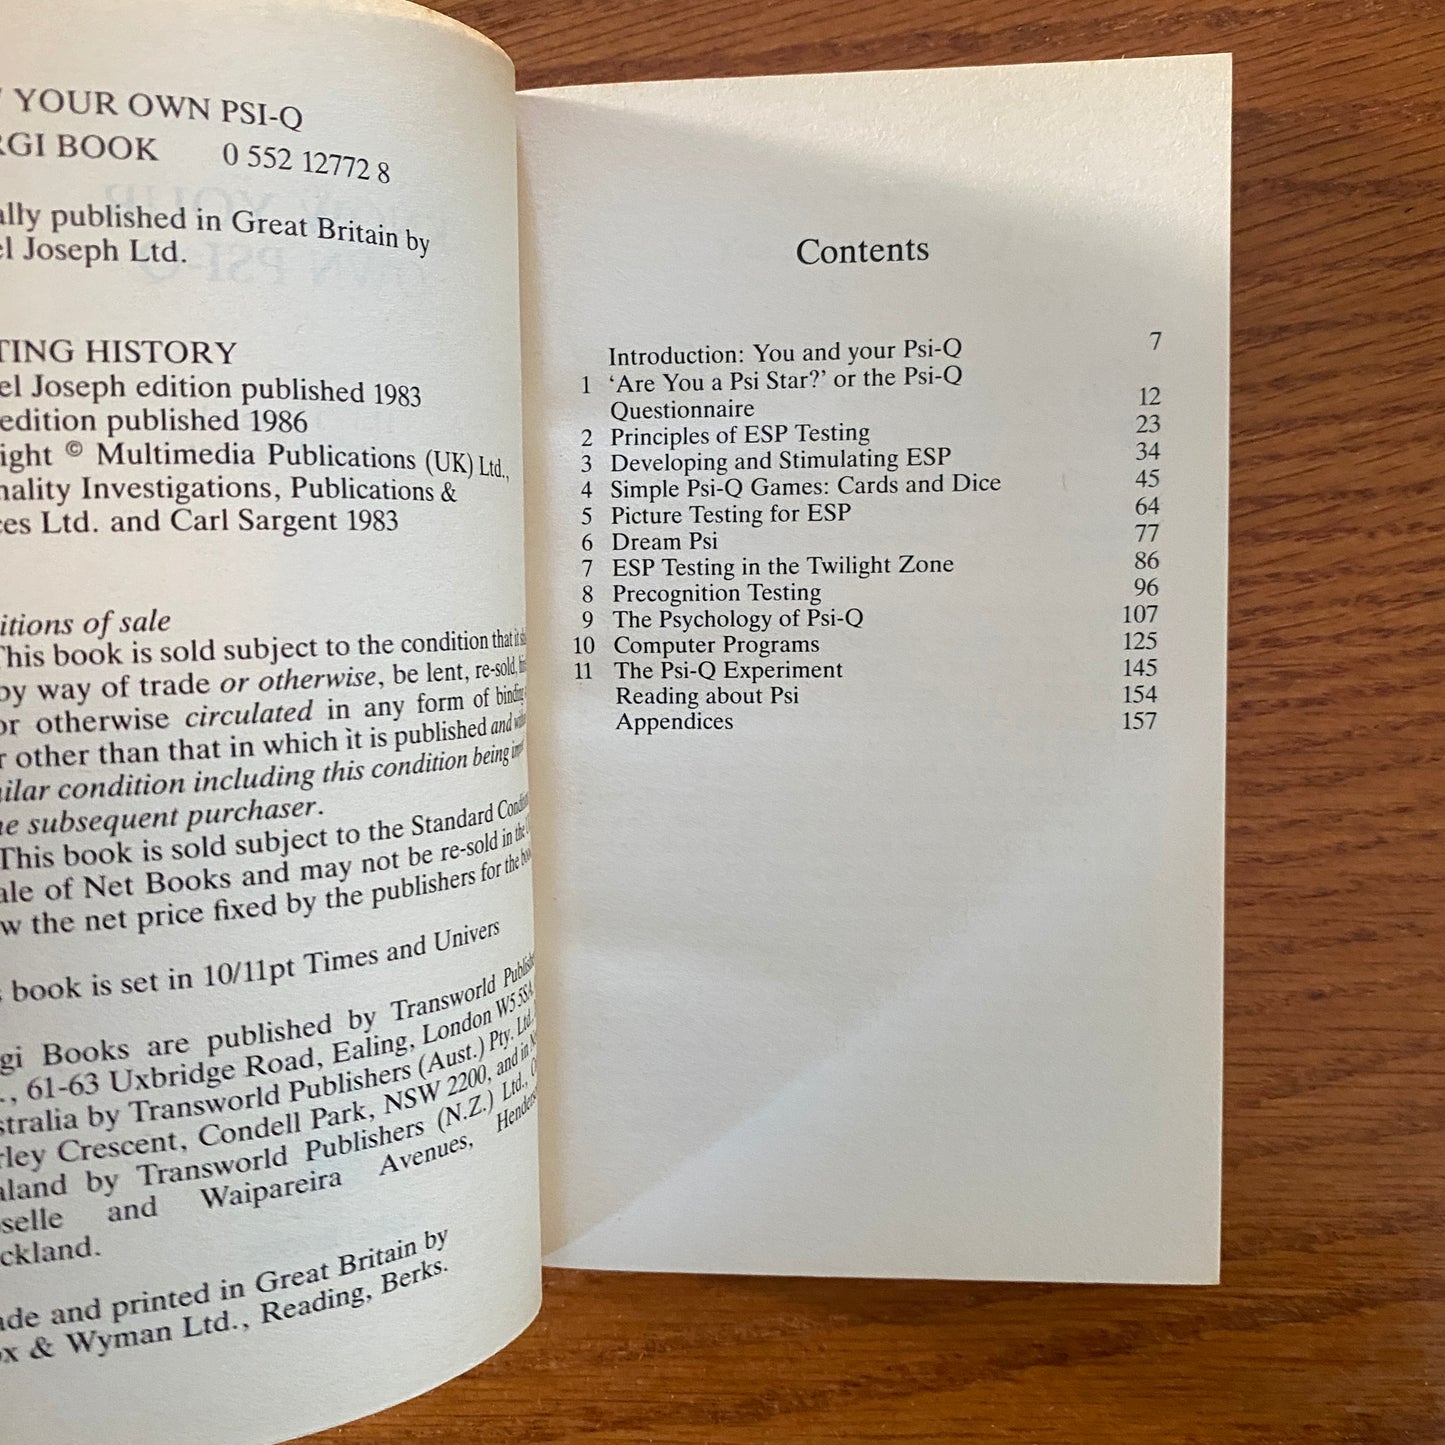 YOUR OWN PSI-Q
RGI BOOK 0 552 12772 8
ally published in Great Britain by
el Joseph Ltd.
TING HISTORY
el Joseph edition published 1983
edition published 1986
ight © Multimedia Publications (UK) Ltd.,
nality Investigations, Publications &
ces Ltd. and Carl Sargent 1983
itions of sale
This book is sold subject to the condition that it
by way of trade or otherwise, be lent, re-sold,
or otherwise circulated in any form of binding
r other than that in which it is published and
ilar condition including this condition being
he subsequent purchaser.
This book is sold subject to the Standard
ale of Net Books and may not be re-sold in the
w the net price fixed by the publishers for the
s book is set in 10/11pt Times and Univers
gi Books are published by Transworld
., 61-63 Uxbridge Road, Ealing, London W5 5SA,
stralia by Transworld Publishers (Aust.) Pty. Ltd.,
rley Crescent, Condell Park, NSW 2200, and in
aland by Transworld Publishers (N.Z.) Ltd.,
oselle and Waipareira Avenues,
ckland.
ade and printed in Great Britain by
ox & Wyman Ltd., Reading, Berks.
Contents
Introduction: You and your Psi-Q 7
1 ‘Are You a Psi Star?’ or the Psi-Q
Questionnaire 12
2 Principles of ESP Testing 23
3 Developing and Stimulating ESP 34
4 Simple Psi-Q Games: Cards and Dice 45
5 Picture Testing for ESP 64
6 Dream Psi 77
7 ESP Testing in the Twilight Zone 86
8 Precognition Testing 96
9 The Psychology of Psi-Q 107
10 Computer Programs 125
11 The Psi-Q Experiment 145
Reading about Psi 154
Appendices 157